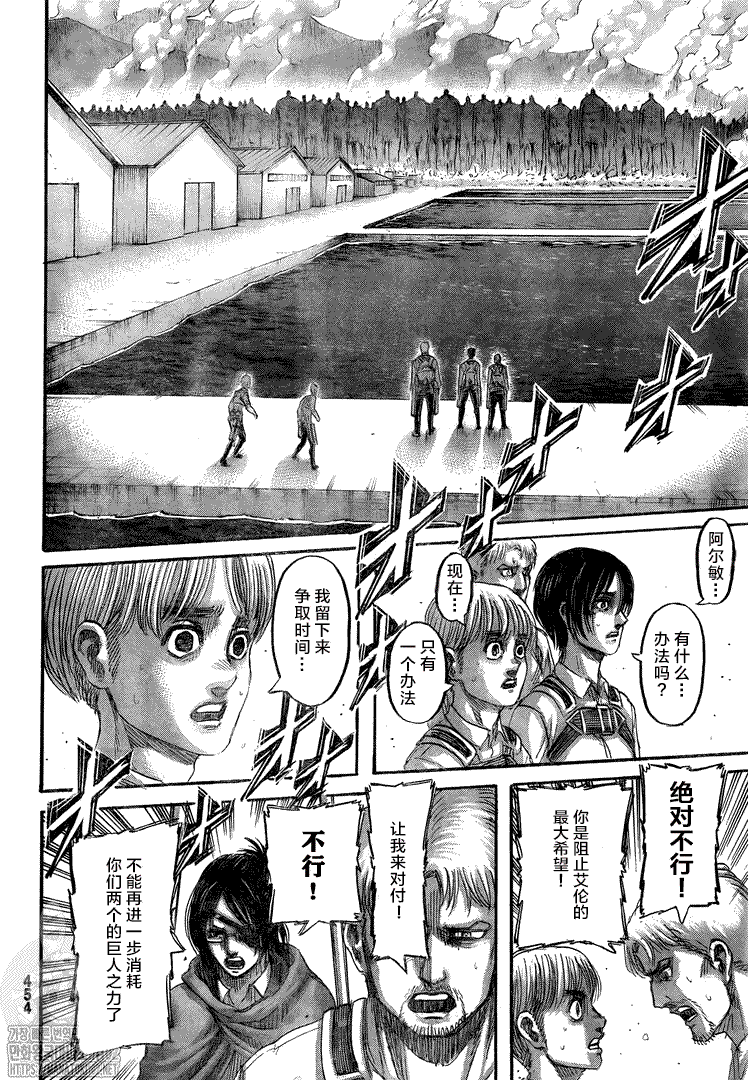 阿尔敏…
有什么…
办法吗?
现在…
只有
一个办法
我留下来
争取时间…
绝对不行!
你是阻止艾伦的
最大希望!
让我来对付!
不行!
不能再进一步消耗
你们两个的巨人之力了
454